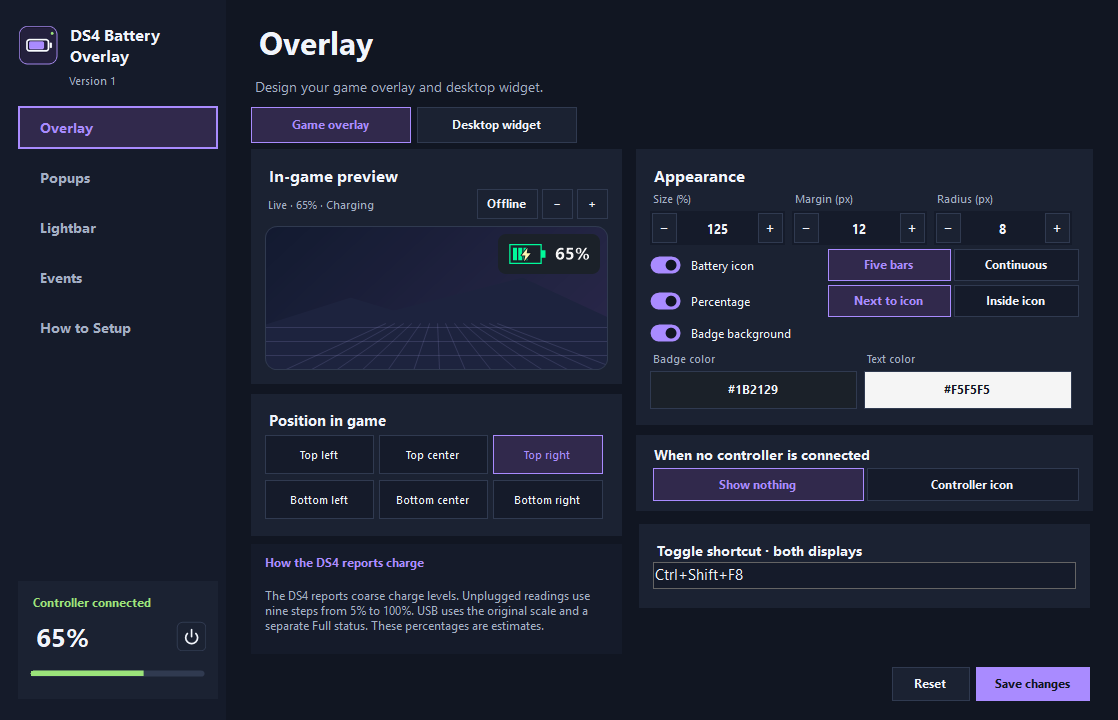 DS4 Battery
Overlay
Version 1
Overlay
Popups
Lightbar
Events
How to Setup
Controller connected
65%
Overlay
Design your game overlay and desktop widget.
Game overlay
Desktop widget
In-game preview
Live · 65% · Charging
Offline
−
+
65%
Position in game
Top left
Top center
Top right
Bottom left
Bottom center
Bottom right
How the DS4 reports charge
The DS4 reports coarse charge levels. Unplugged readings use
nine steps from 5% to 100%. USB uses the original scale and a
separate Full status. These percentages are estimates.
Appearance
Size (%)
Margin (px)
Radius (px)
− 125 +
− 12 +
− 8 +
Battery icon
Five bars
Continuous
Percentage
Next to icon
Inside icon
Badge background
Badge color
Text color
#1B2129
#F5F5F5
When no controller is connected
Show nothing
Controller icon
Toggle shortcut · both displays
Ctrl+Shift+F8
Reset
Save changes